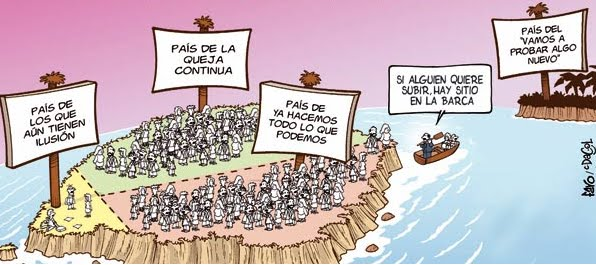 PAÍS DE
LOS QUE
AÚN TIENEN
ILUSIÓN
PAÍS DE LA
QUEJA
CONTINUA
PAÍS DE
YA HACEMOS
TODO LO QUE
PODEMOS
SI ALGUIEN QUIERE
SUBIR, HAY SITIO
EN LA BARCA
PAÍS DEL
"VAMOS A
PROBAR ALGO
NUEVO"